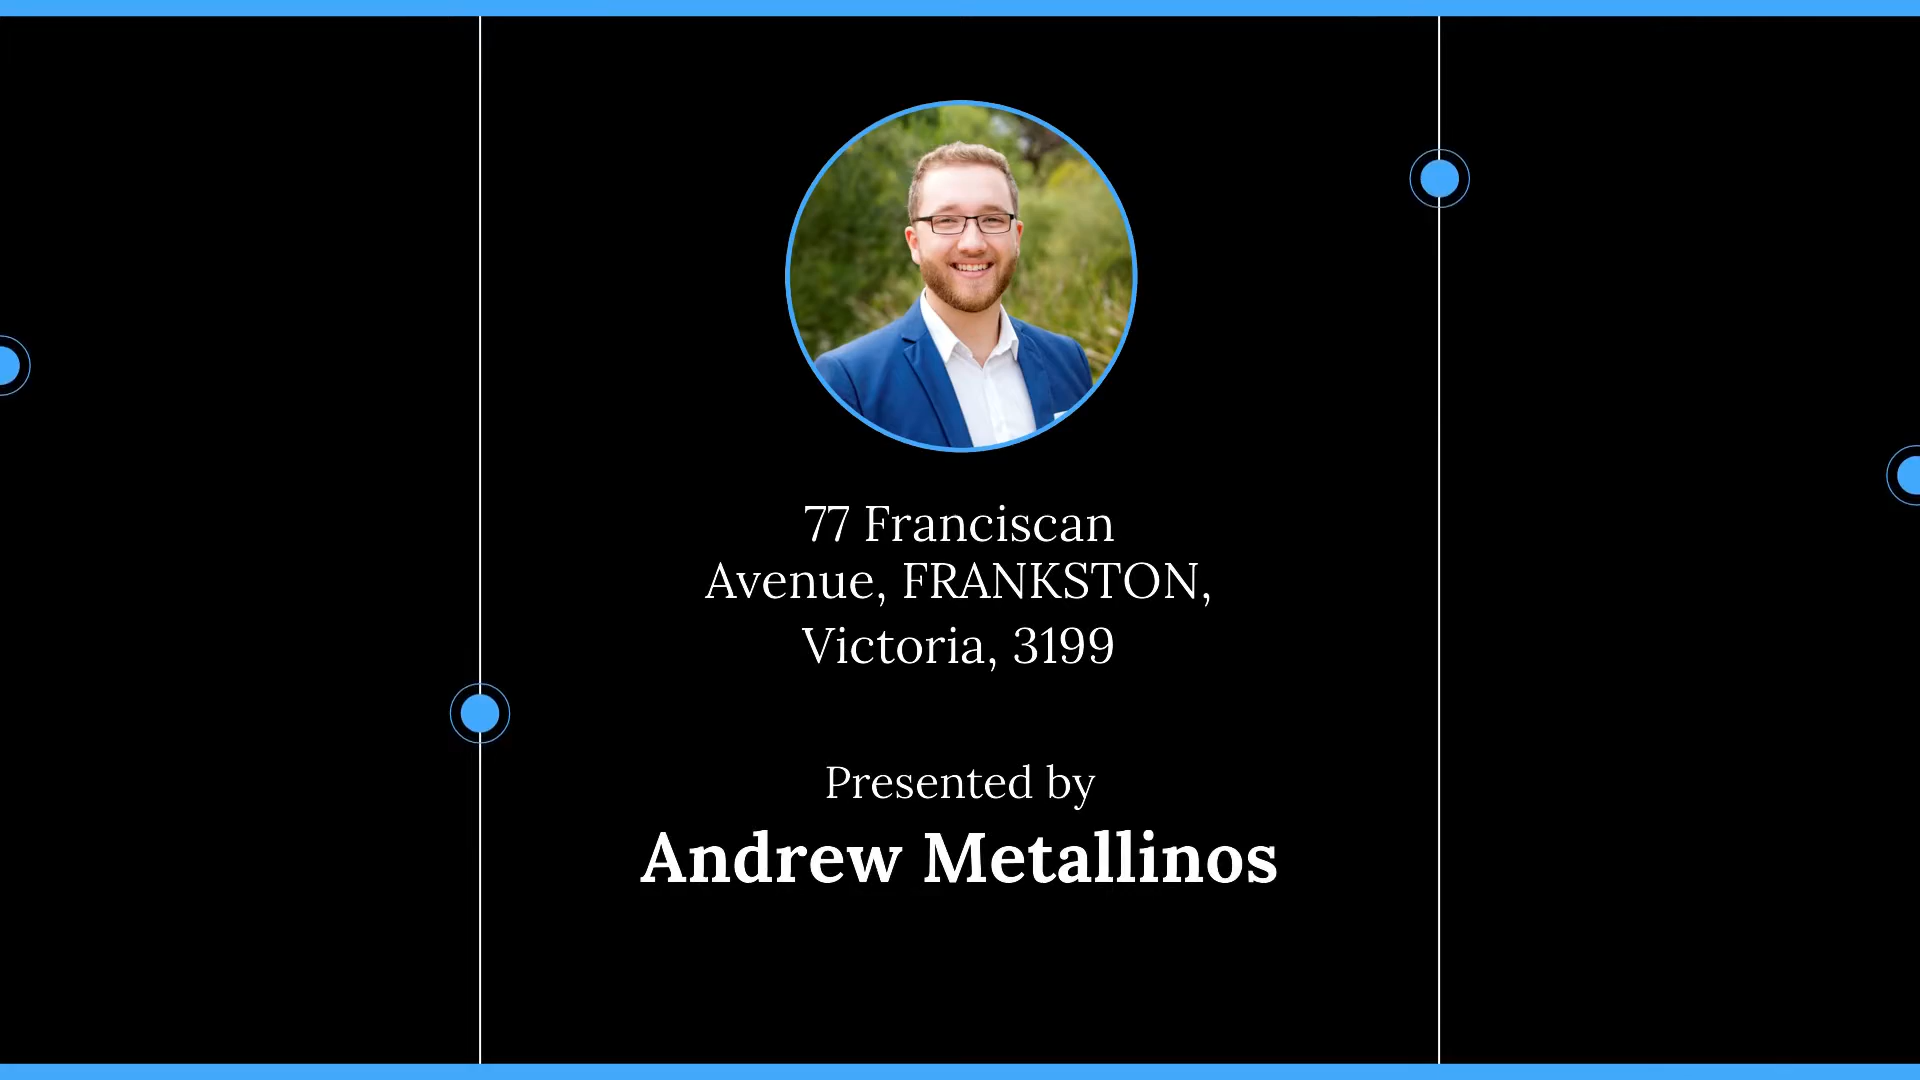 77 Franciscan
Avenue, FRANKSTON,
Victoria, 3199
Presented by
Andrew Metallinos